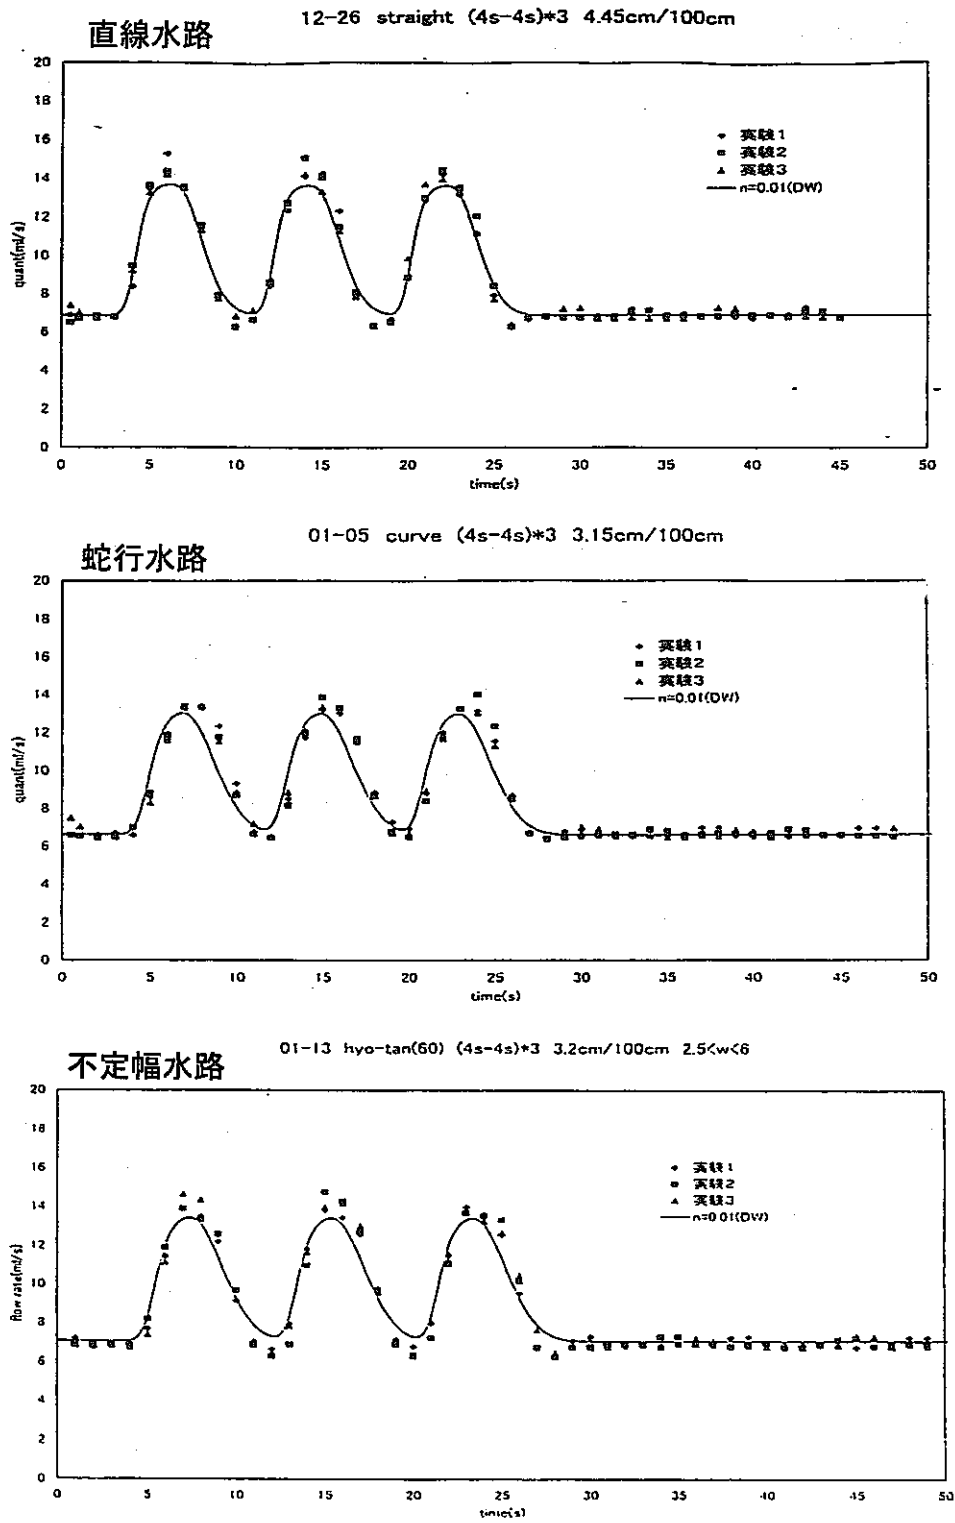 直線水路
12-26 straight (4s-4s)*3 4.45cm/100cm
20
18
16
14
12
10
8
6
4
2
0
quant(ml/s)
実験1
実験2
実験3
n=0.01(DW)
0 5 10 15 20 25 30 35 40 45 50
time(s)
蛇行水路
01-05 curve (4s-4s)*3 3.15cm/100cm
20
18
16
14
12
10
8
6
4
2
0
quant(ml/s)
実験1
実験2
実験3
n=0.01(DW)
0 5 10 15 20 25 30 35 40 45 50
time(s)
不定幅水路
01-13 hyo-tan(60) (4s-4s)*3 3.2cm/100cm 2.5<w<6
20
18
16
14
12
10
8
6
4
2
0
flow rate(ml/s)
実験1
実験2
実験3
n=0.01(DW)
0 5 10 15 20 25 30 35 40 45 50
time(s)